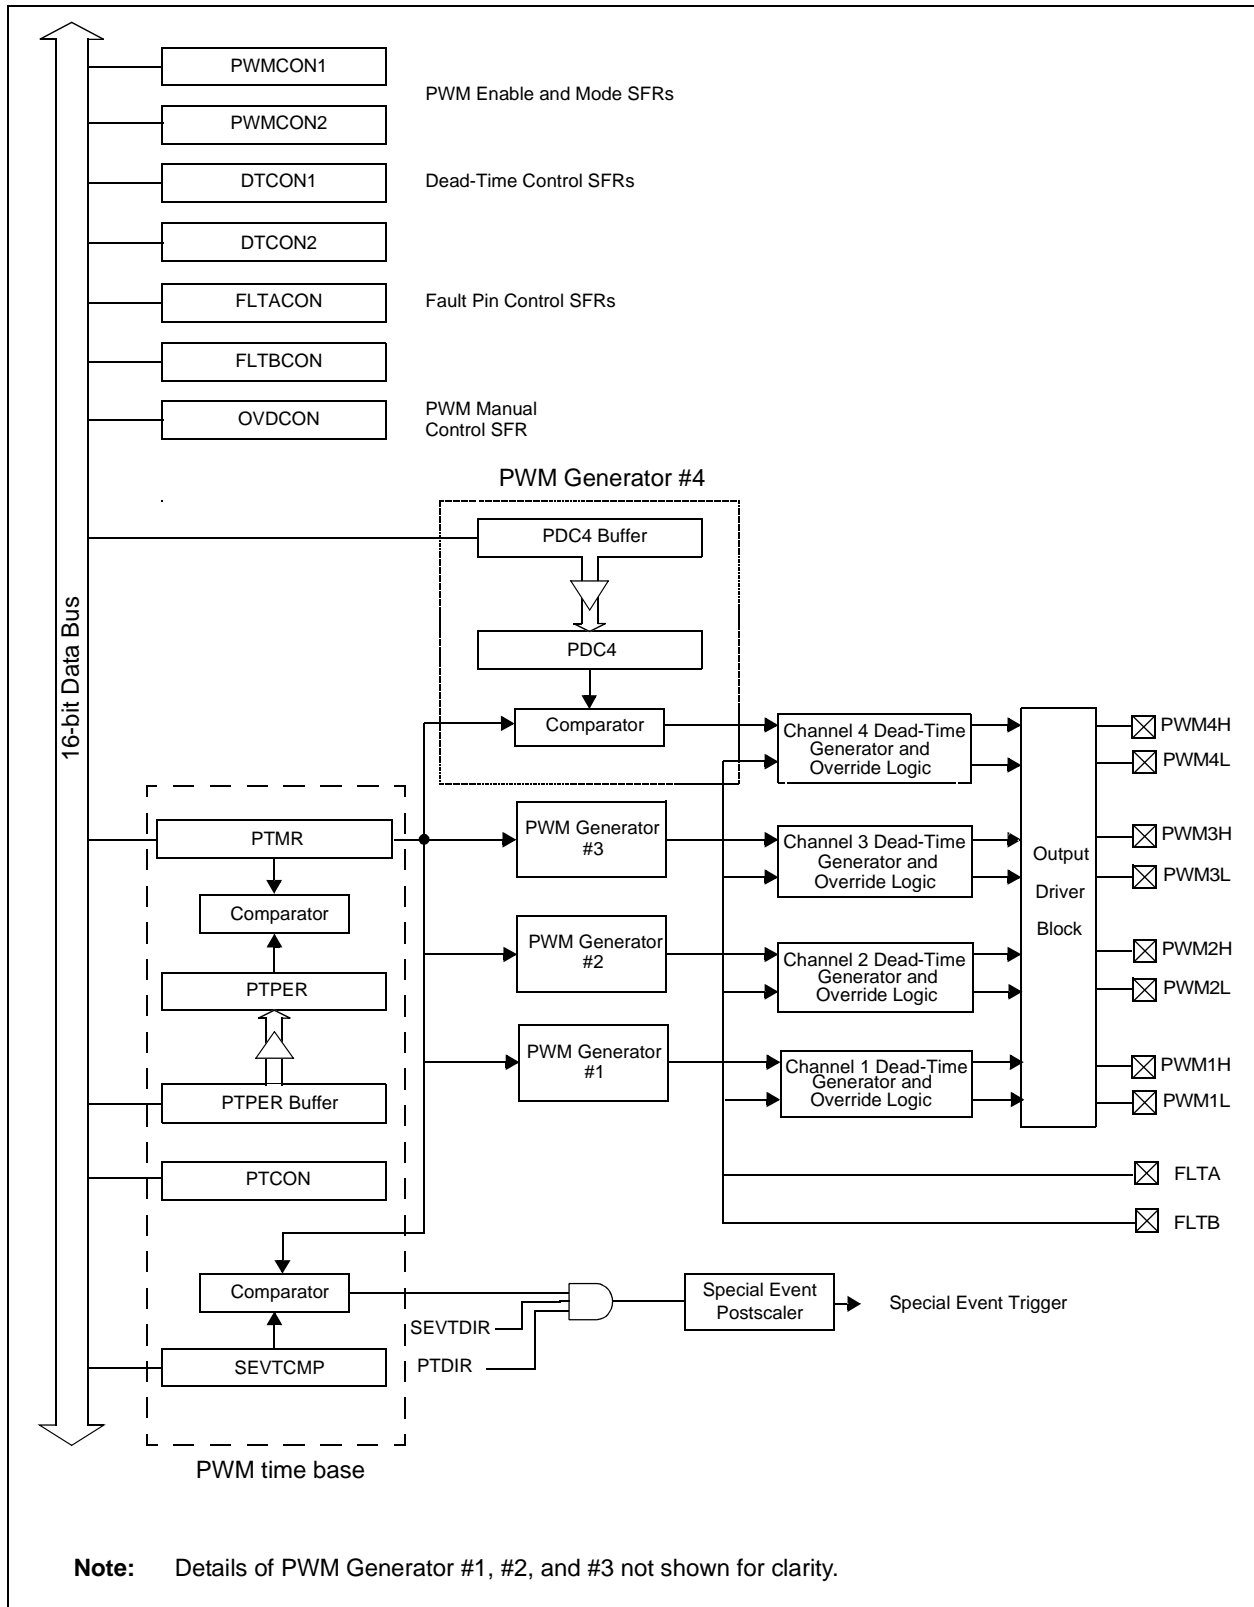 PWMCON1
PWM Enable and Mode SFRs
PWMCON2
DTCON1
Dead-Time Control SFRs
DTCON2
FLTACON
Fault Pin Control SFRs
FLTBCON
OVDCON
PWM Manual
Control SFR
16-bit Data Bus
PWM Generator #4
PDC4 Buffer
PDC4
Comparator
Channel 4 Dead-Time
Generator and
Override Logic
PWM4H
PWM4L
PTMR
Comparator
PTPER
PTPER Buffer
PTCON
Comparator
SEVTCMP
PWM time base
PWM Generator
#3
Channel 3 Dead-Time
Generator and
Override Logic
PWM3H
PWM3L
Output
Driver
Block
PWM Generator
#2
Channel 2 Dead-Time
Generator and
Override Logic
PWM2H
PWM2L
PWM Generator
#1
Channel 1 Dead-Time
Generator and
Override Logic
PWM1H
PWM1L
FLTA
FLTB
SEVTDIR
PTDIR
Special Event
Postscaler
Special Event Trigger
Note: Details of PWM Generator #1, #2, and #3 not shown for clarity.